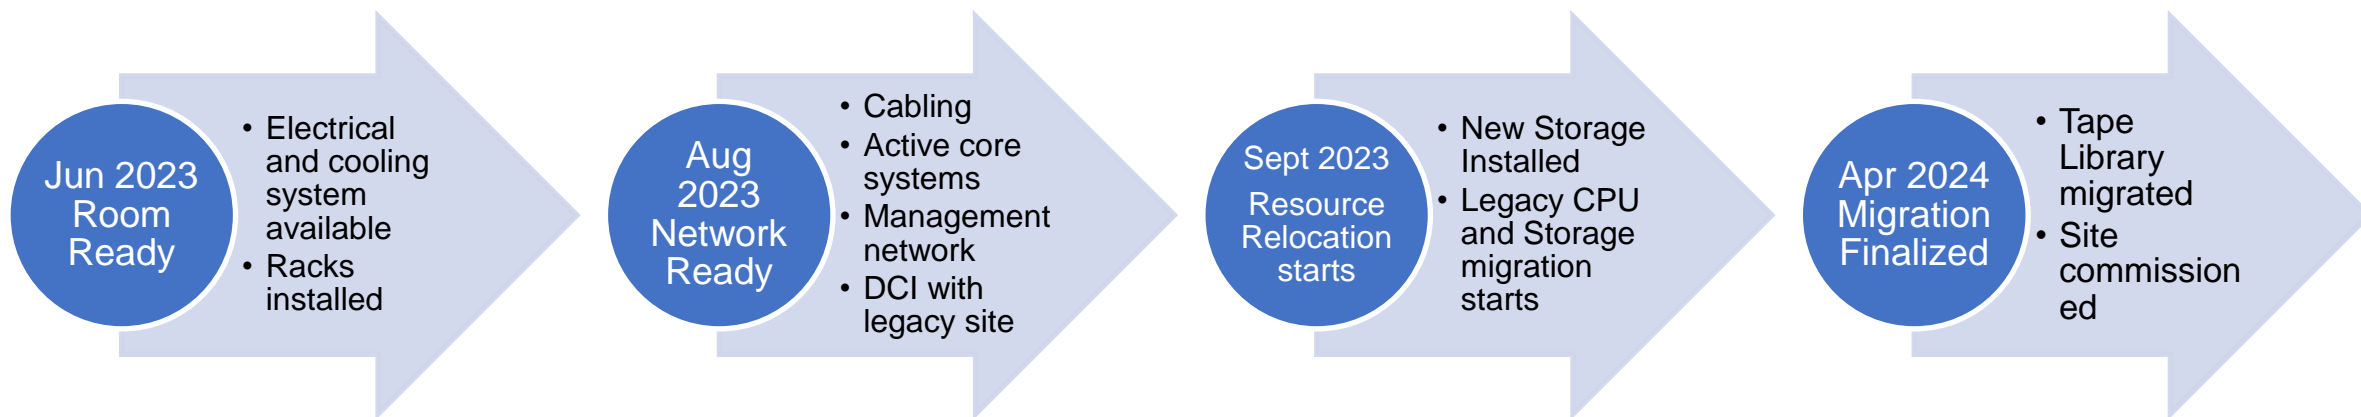 Jun 2023
Room
Ready
• Electrical
and cooling
system
available
• Racks
installed
Aug
2023
Network
Ready
• Cabling
• Active core
systems
• Management
network
• DCI with
legacy site
Sept 2023
Resource
Relocation
starts
• New Storage
Installed
• Legacy CPU
and Storage
migration
starts
Apr 2024
Migration
Finalized
• Tape
Library
migrated
• Site
commission
ed